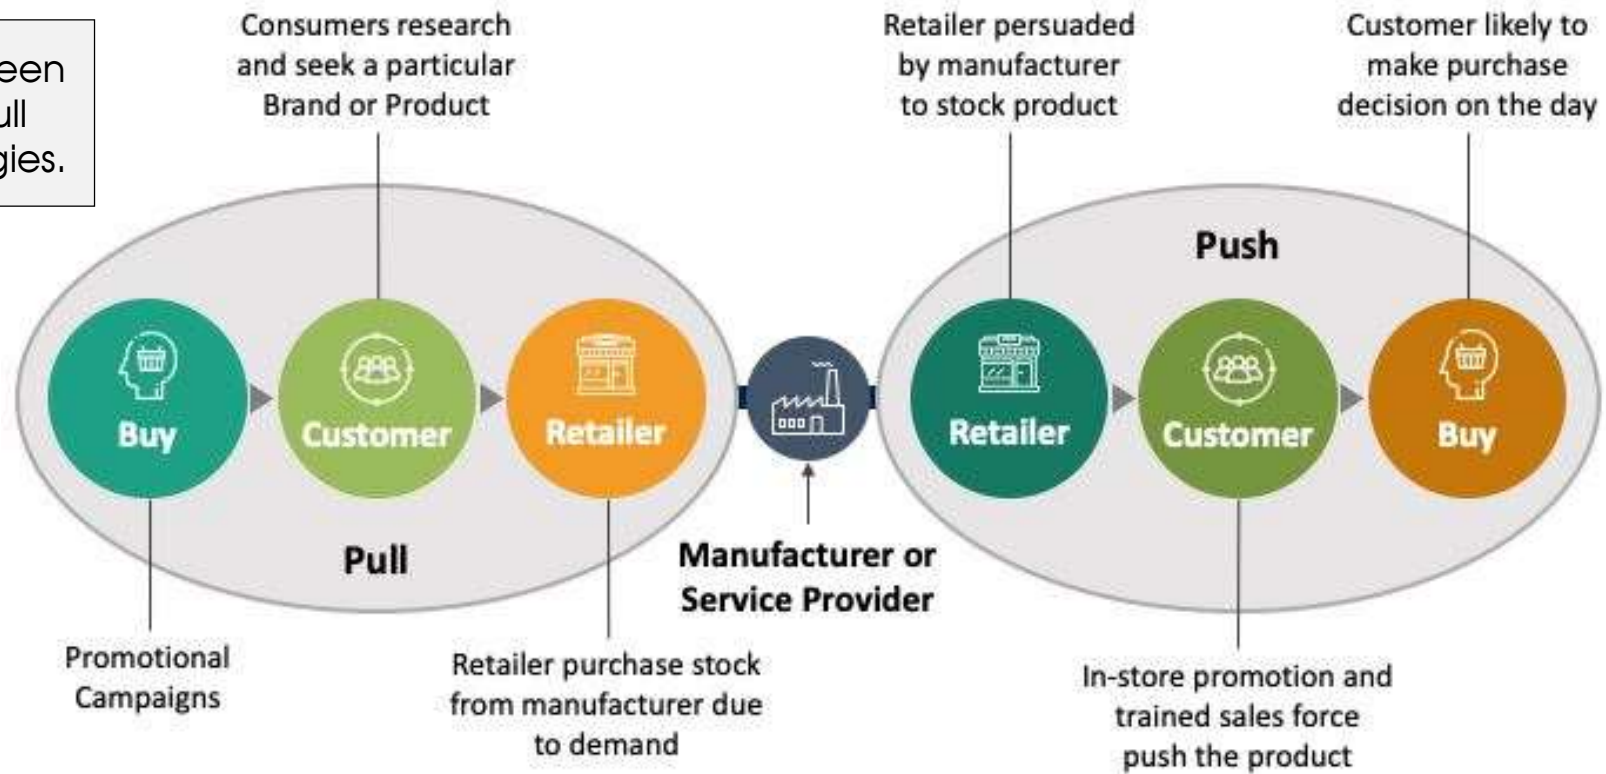 een
ull
gies.
Consumers research
and seek a particular
Brand or Product
Retailer persuaded
by manufacturer
to stock product
Customer likely to
make purchase
decision on the day
Push
Buy
Customer
Retailer
Retailer
Customer
Buy
Pull
Manufacturer or
Service Provider
Promotional
Campaigns
Retailer purchase stock
from manufacturer due
to demand
In-store promotion and
trained sales force
push the product